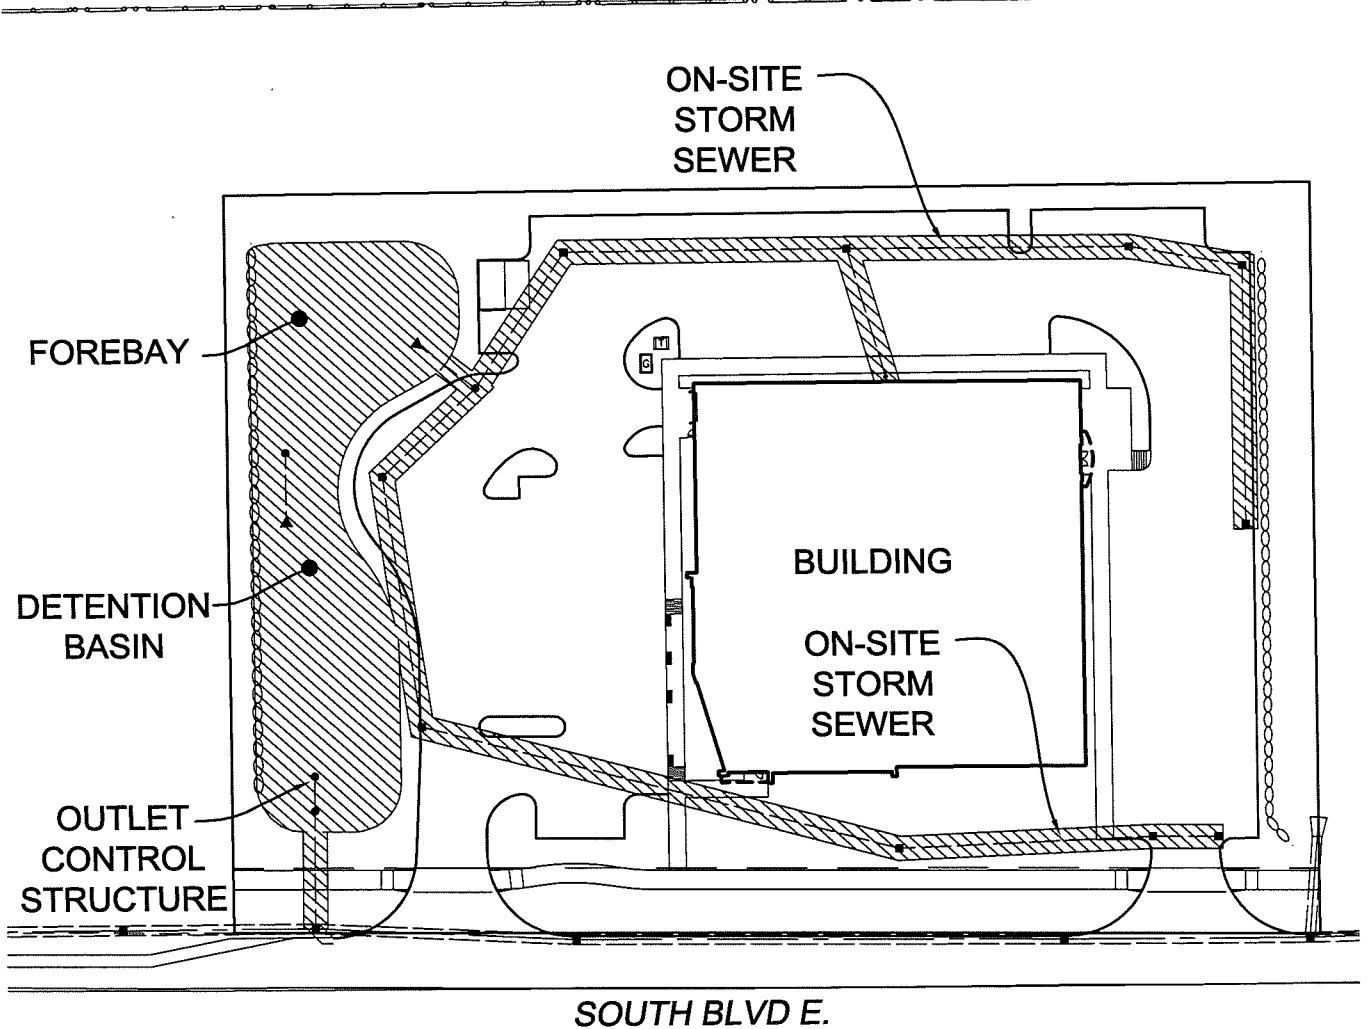 ON-SITE
STORM
SEWER
FOREBAY
T
G
BUILDING
DETENTION
BASIN
ON-SITE
STORM
SEWER
OUTLET
CONTROL
STRUCTURE
SOUTH BLVD E.